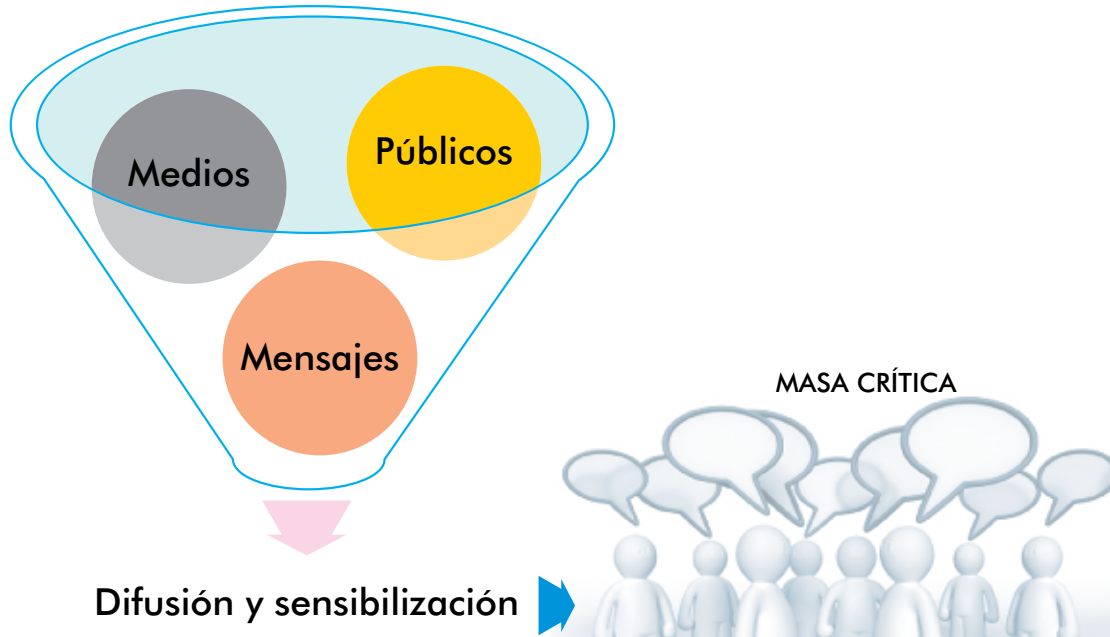 Medios
Públicos
Mensajes
MASA CRÍTICA
Difusión y sensibilización